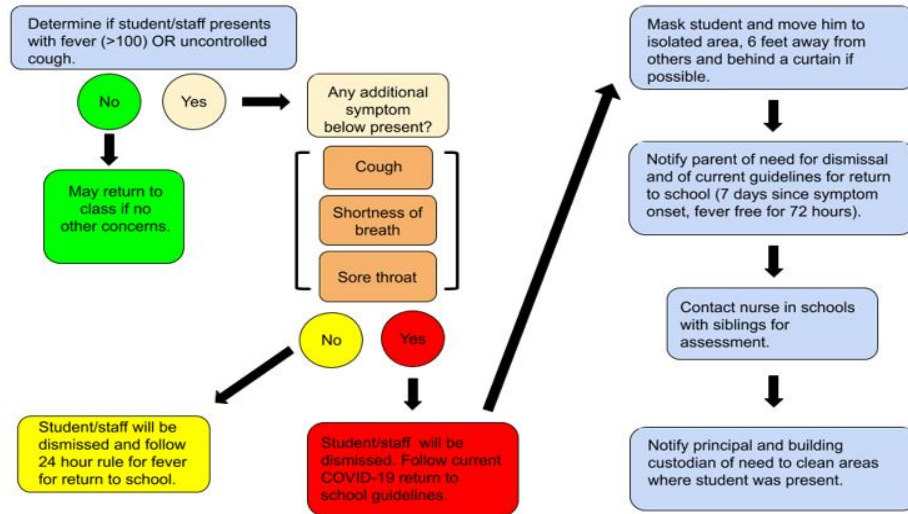 Determine if student/staff presents
with fever (>100) OR uncontrolled
cough.
No
Yes
May return to
class if no
other concerns.
Any additional
symptom
below present?
Cough
Shortness of
breath
Sore throat
No
Yes
Student/staff will be
dismissed and follow
24 hour rule for fever
for return to school.
Student/staff will be
dismissed. Follow current
COVID-19 return to
school guidelines.
Mask student and move him to
isolated area, 6 feet away from
others and behind a curtain if
possible.
Notify parent of need for dismissal
and of current guidelines for return
to school (7 days since symptom
onset, fever free for 72 hours).
Contact nurse in schools
with siblings for
assessment.
Notify principal and building
custodian of need to clean areas
where student was present.